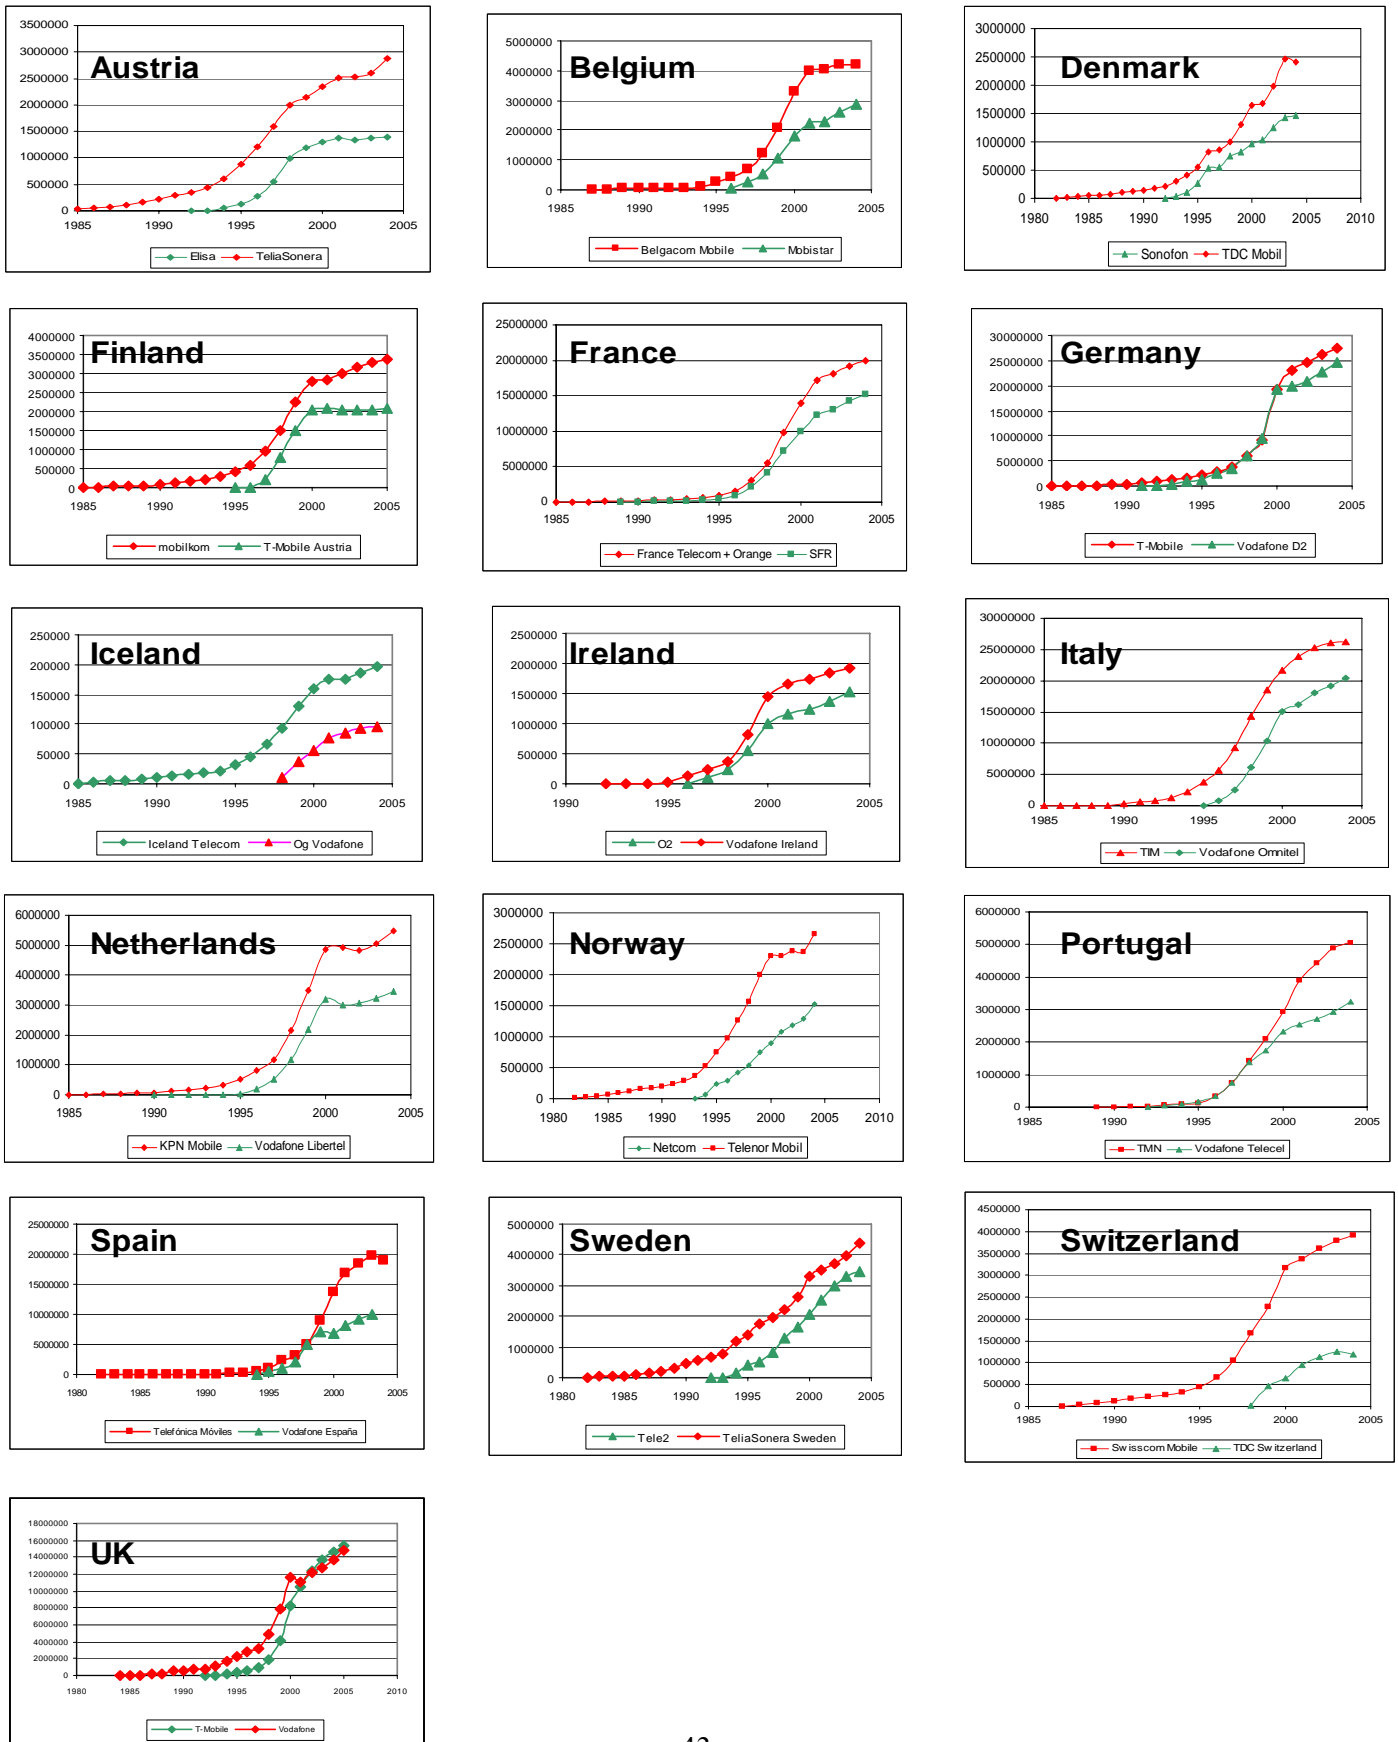 Austria
3500000
3000000
2500000
2000000
1500000
1000000
500000
0
1985 1990 1995 2000 2005
Elisa TeliaSonera
Belgium
5000000
4000000
3000000
2000000
1000000
0
1985 1990 1995 2000 2005
Belgacom Mobile Mobistar
Denmark
3000000
2500000
2000000
1500000
1000000
500000
0
1980 1985 1990 1995 2000 2005 2010
Sonofon TDC Mobil
Finland
4000000
3500000
3000000
2500000
2000000
1500000
1000000
500000
0
1985 1990 1995 2000 2005
mobilkom T-Mobile Austria
France
25000000
20000000
15000000
10000000
5000000
0
1985 1990 1995 2000 2005
France Telecom + Orange SFR
Germany
30000000
25000000
20000000
15000000
10000000
5000000
0
1985 1990 1995 2000 2005
T-Mobile Vodafone D2
Iceland
250000
200000
150000
100000
50000
0
1985 1990 1995 2000 2005
Iceland Telecom Og Vodafone
Ireland
2500000
2000000
1500000
1000000
500000
0
1990 1995 2000 2005
O2 Vodafone Ireland
Italy
30000000
25000000
20000000
15000000
10000000
5000000
0
1985 1990 1995 2000 2005
TIM Vodafone Omnitel
Netherlands
6000000
5000000
4000000
3000000
2000000
1000000
0
1985 1990 1995 2000 2005
KPN Mobile Vodafone Libertel
Norway
3000000
2500000
2000000
1500000
1000000
500000
0
1980 1985 1990 1995 2000 2005 2010
Netcom Telenor Mobil
Portugal
6000000
5000000
4000000
3000000
2000000
1000000
0
1985 1990 1995 2000 2005
TMN Vodafone Telecel
Spain
25000000
20000000
15000000
10000000
5000000
0
1980 1985 1990 1995 2000 2005
Telefónica Móviles Vodafone España
Sweden
5000000
4000000
3000000
2000000
1000000
0
1980 1985 1990 1995 2000 2005
Tele2 TeliaSonera Sweden
Switzerland
4500000
4000000
3500000
3000000
2500000
2000000
1500000
1000000
500000
0
1985 1990 1995 2000 2005
Swisscom Mobile TDC Switzerland
UK
18000000
16000000
14000000
12000000
10000000
8000000
6000000
4000000
2000000
0
1980 1985 1990 1995 2000 2005 2010
T-Mobile Vodafone